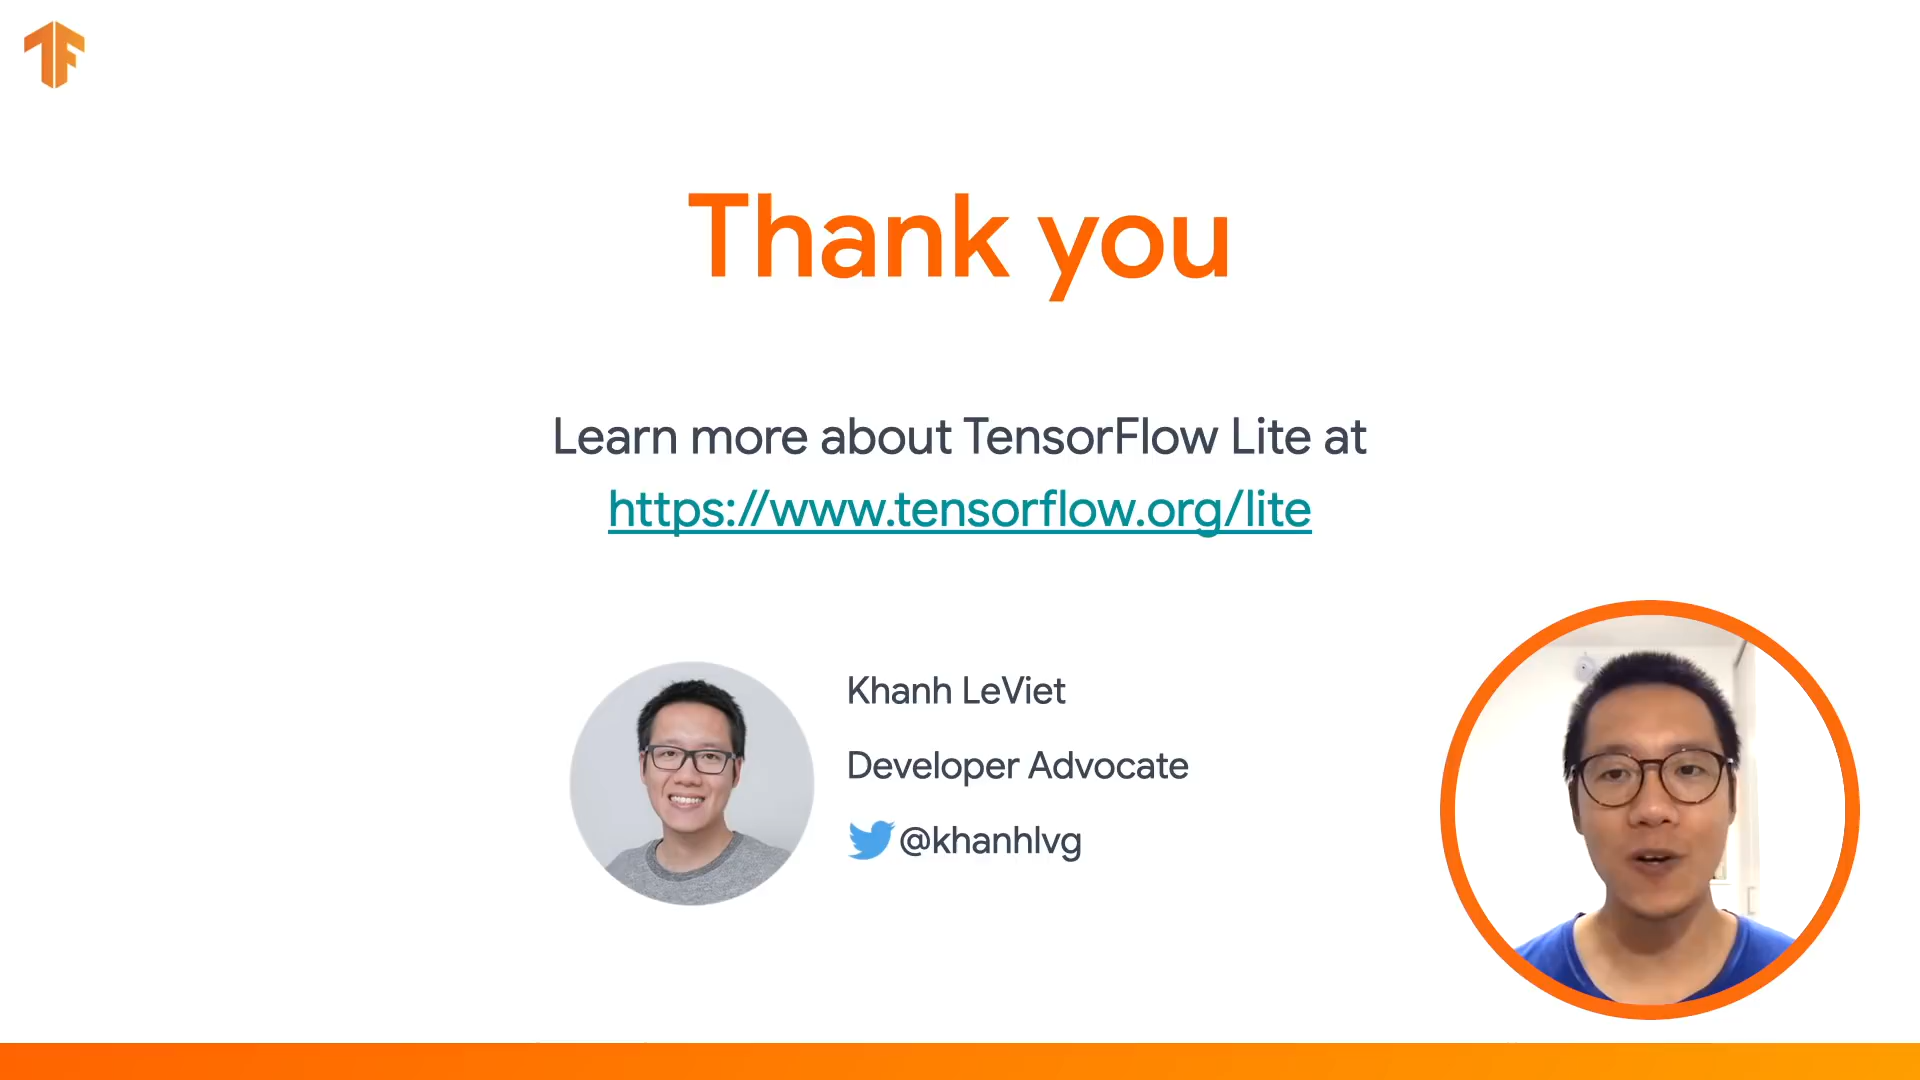 Thank you
Learn more about TensorFlow Lite at
https://www.tensorflow.org/lite
Khanh LeViet
Developer Advocate
@khanhlvg